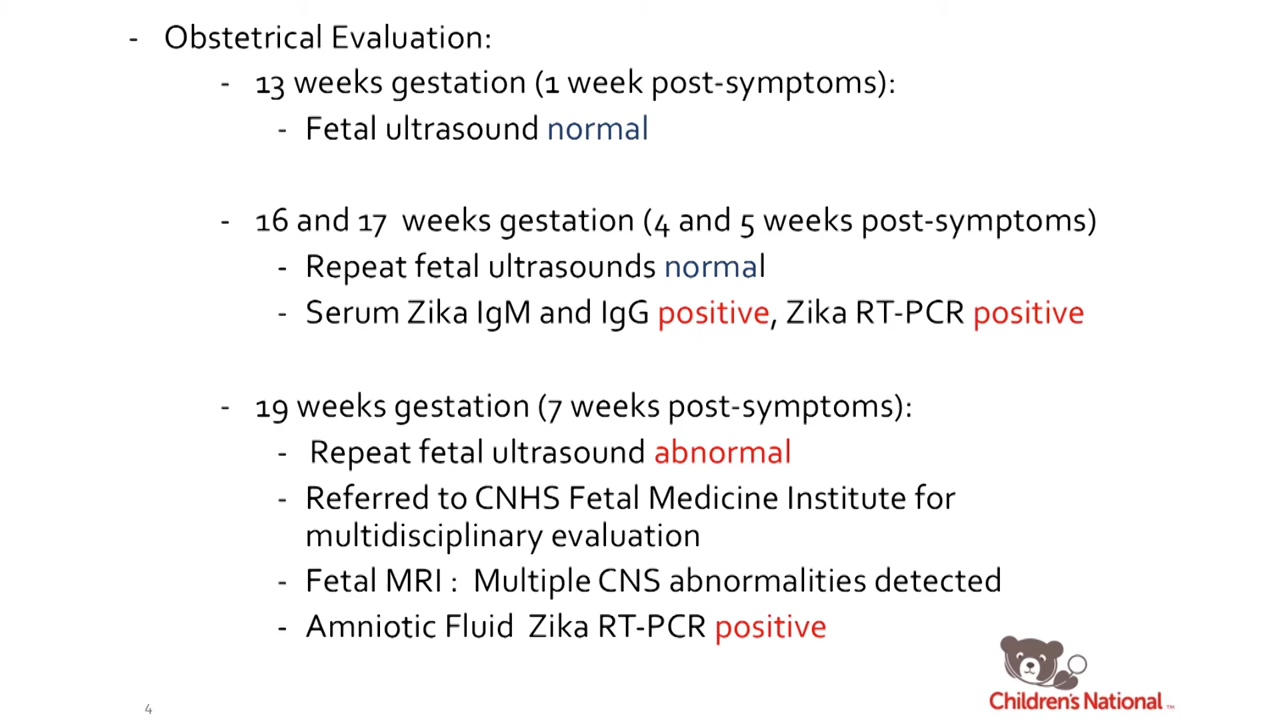 - Obstetrical Evaluation:
- 13 weeks gestation (1 week post-symptoms):
- Fetal ultrasound normal
- 16 and 17 weeks gestation (4 and 5 weeks post-symptoms)
- Repeat fetal ultrasounds normal
- Serum Zika IgM and IgG positive, Zika RT-PCR positive
- 19 weeks gestation (7 weeks post-symptoms):
- Repeat fetal ultrasound abnormal
- Referred to CNHS Fetal Medicine Institute for
multidisciplinary evaluation
- Fetal MRI : Multiple CNS abnormalities detected
- Amniotic Fluid Zika RT-PCR positive
Children's National ™
4